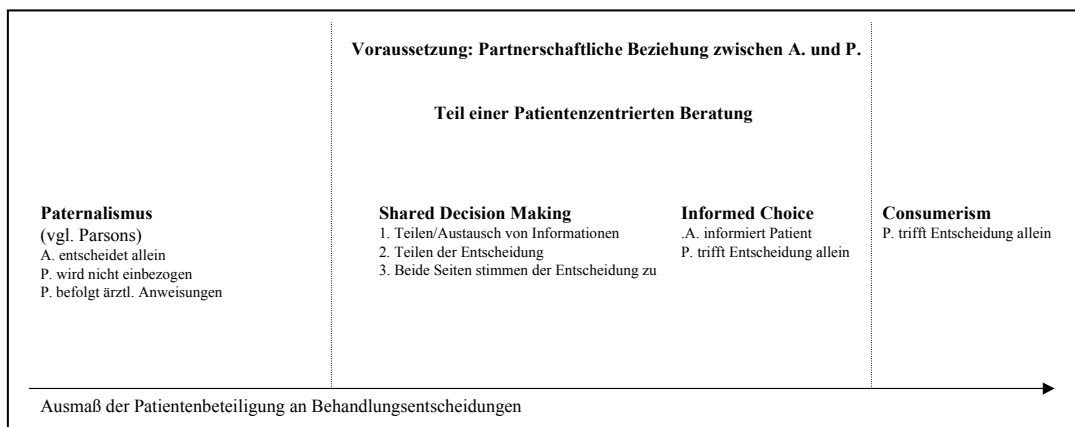 Voraussetzung: Partnerschaftliche Beziehung zwischen A. und P.
Teil einer Patientenzentrierten Beratung
Paternalismus
(vgl. Parsons)
A. entscheidet allein
P. wird nicht einbezogen
P. befolgt ärztl. Anweisungen
Shared Decision Making
1. Teilen/Austausch von Informationen
2. Teilen der Entscheidung
3. Beide Seiten stimmen der Entscheidung zu
Informed Choice
.A. informiert Patient
P. trifft Entscheidung allein
Consumerism
P. trifft Entscheidung allein
Ausmaß der Patientenbeteiligung an Behandlungsentscheidungen